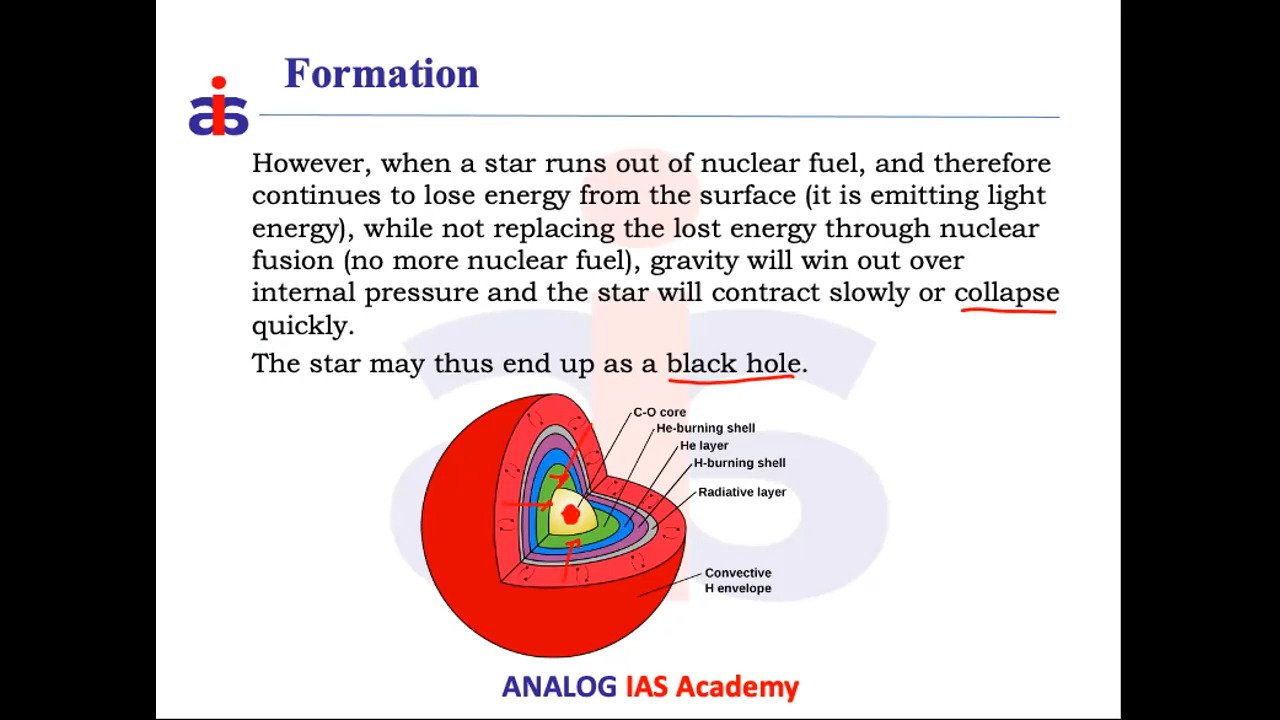 Formation
ais
However, when a star runs out of nuclear fuel, and therefore
continues to lose energy from the surface (it is emitting light
energy), while not replacing the lost energy through nuclear
fusion (no more nuclear fuel), gravity will win out over
internal pressure and the star will contract slowly or collapse
quickly.
The star may thus end up as a black hole.
C-O core
He-burning shell
He layer
H-burning shell
Radiative layer
Convective
H envelope
ANALOG IAS Academy